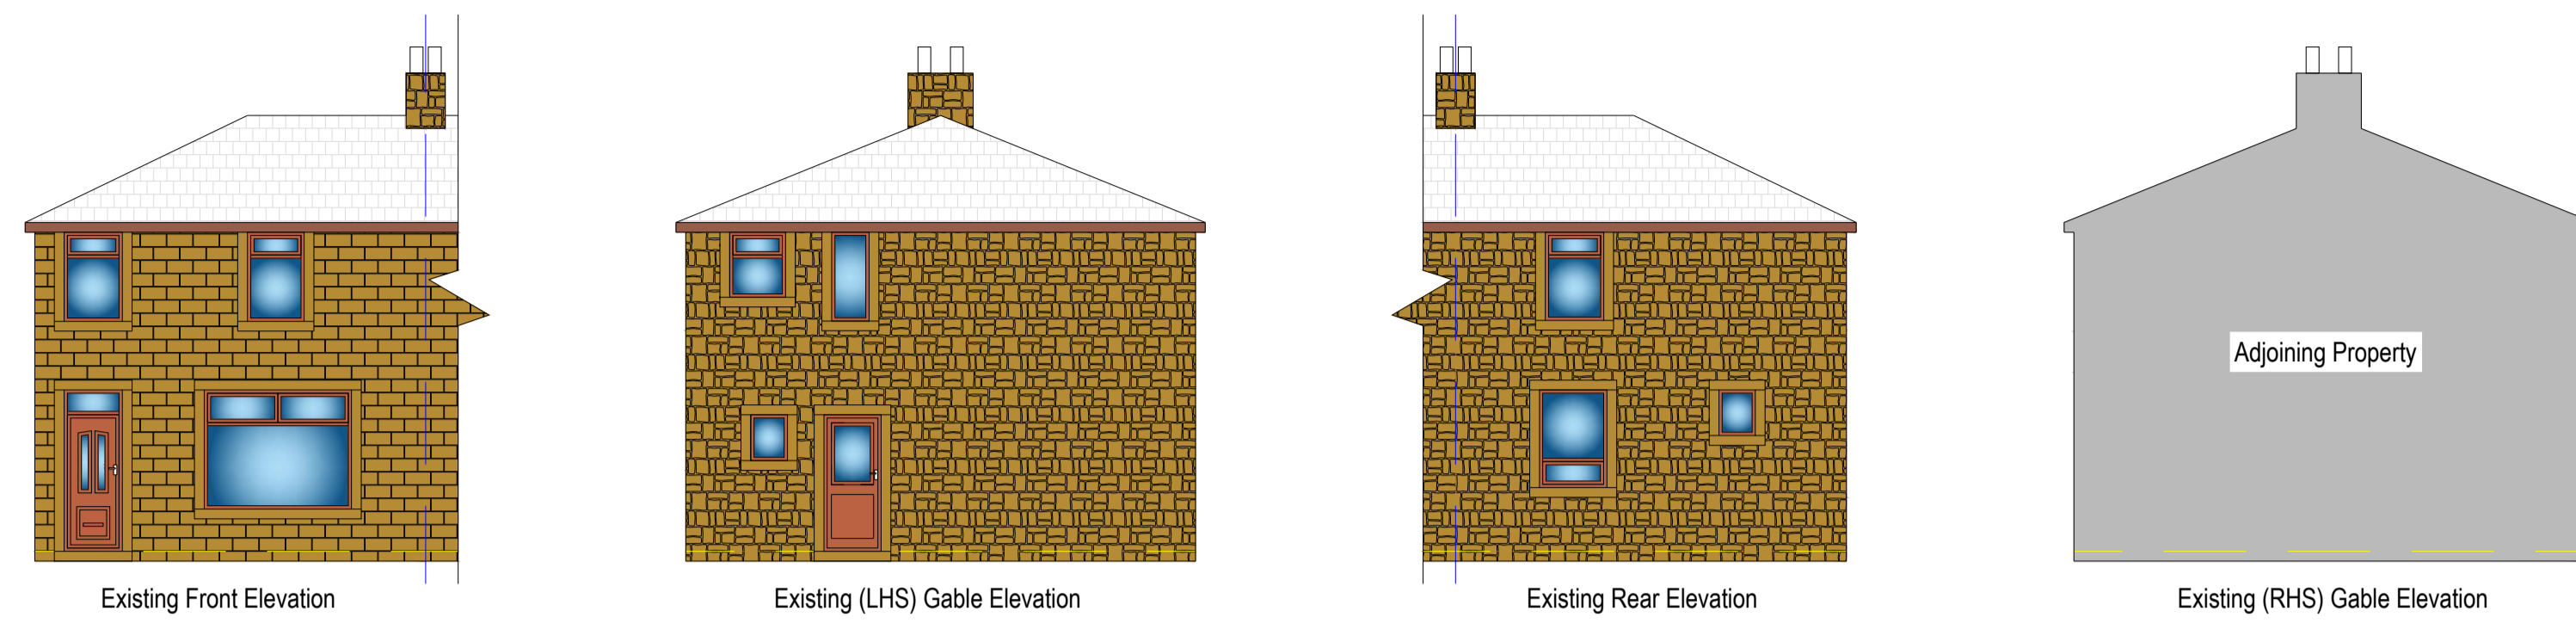 Adjoining Property
Existing Front Elevation
Existing (LHS) Gable Elevation
Existing Rear Elevation
Existing (RHS) Gable Elevation